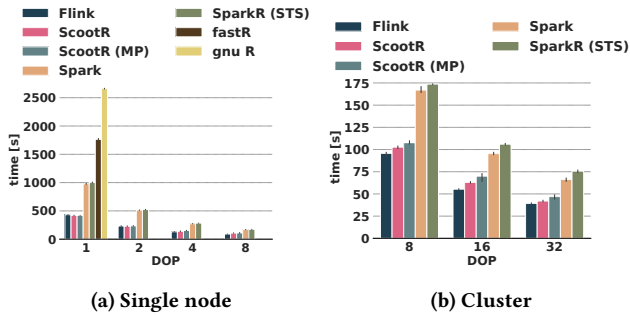 Flink
ScootR
ScootR (MP)
Spark
SparkR (STS)
fastR
gnu R
time [s]
2500
2000
1500
1000
500
0
1 2 4 8
DOP
(a) Single node
Flink
ScootR
ScootR (MP)
Spark
SparkR (STS)
time [s]
175
150
125
100
75
50
25
0
8 16 32
DOP
(b) Cluster